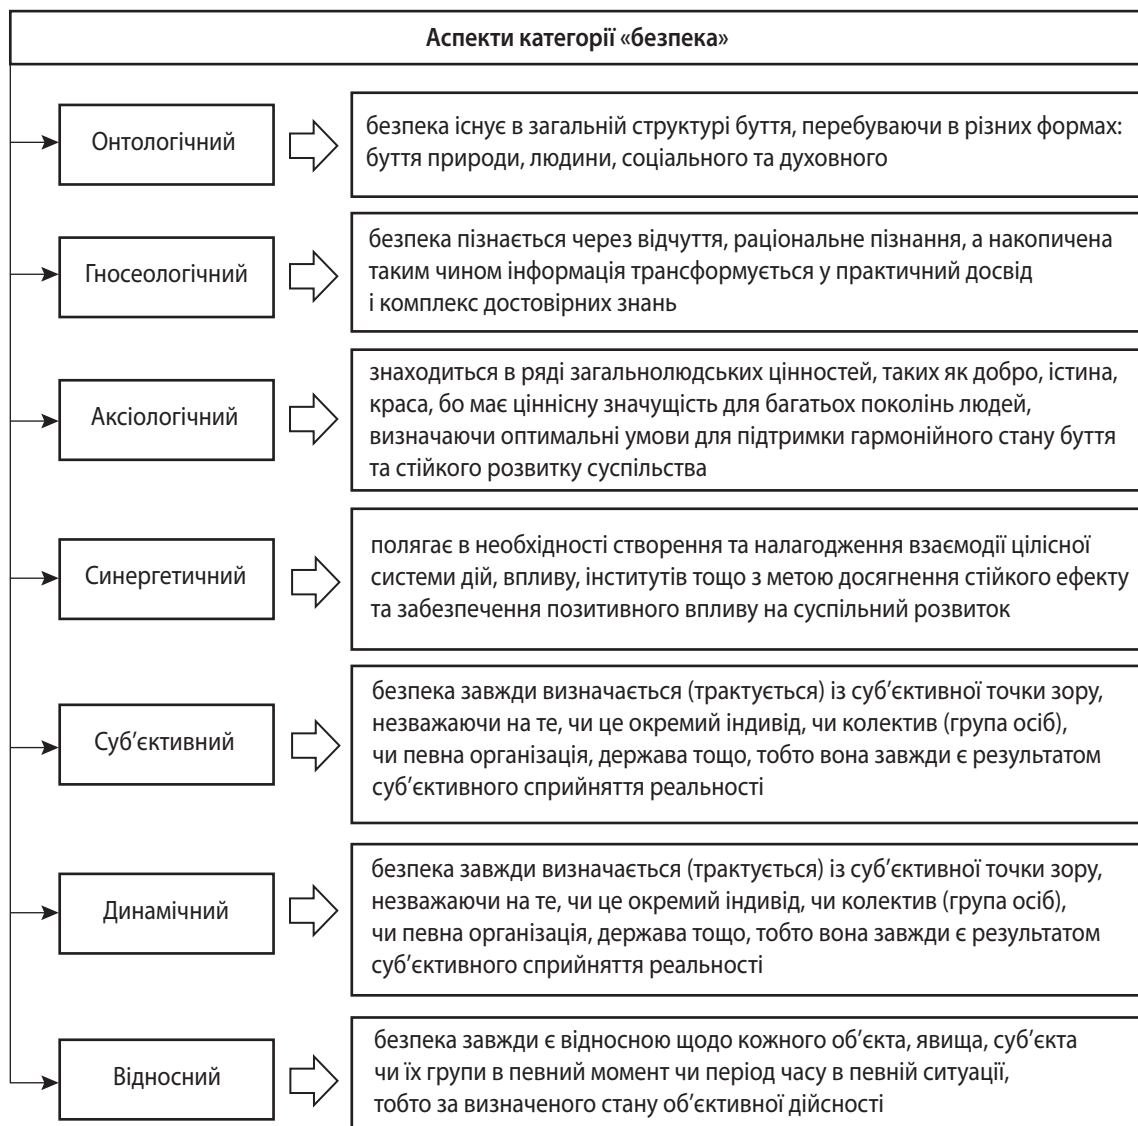 Аспекти категорії «безпека»
Онтологічний
безпека існує в загальній структурі буття, перебуваючи в різних формах:
буття природи, людини, соціального та духовного
Гносеологічний
безпека пізнається через відчуття, раціональне пізнання, а накопичена
таким чином інформація трансформується у практичний досвід
і комплекс достовірних знань
Аксіологічний
знаходиться в ряді загальнолюдських цінностей, таких як добро, істина,
краса, бо має ціннісну значущість для багатьох поколінь людей,
визначаючи оптимальні умови для підтримки гармонійного стану буття
та стійкого розвитку суспільства
Синергетичний
полягає в необхідності створення та налагодження взаємодії цілісної
системи дій, впливу, інститутів тощо з метою досягнення стійкого ефекту
та забезпечення позитивного впливу на суспільний розвиток
Суб’єктивний
безпека завжди визначається (трактується) із суб’єктивної точки зору,
незважаючи на те, чи це окремий індивід, чи колектив (група осіб),
чи певна організація, держава тощо, тобто вона завжди є результатом
суб’єктивного сприйняття реальності
Динамічний
безпека завжди визначається (трактується) із суб’єктивної точки зору,
незважаючи на те, чи це окремий індивід, чи колектив (група осіб),
чи певна організація, держава тощо, тобто вона завжди є результатом
суб’єктивного сприйняття реальності
Відносний
безпека завжди є відносною щодо кожного об’єкта, явища, суб’єкта
чи їх групи в певний момент чи період часу в певній ситуації,
тобто за визначеного стану об’єктивної дійсності